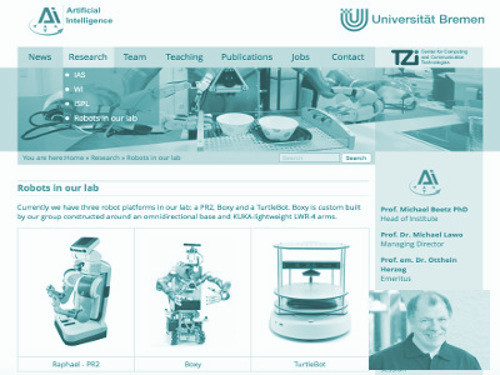 Artificial
Intelligence
Universität Bremen
News Research Team Teaching Publications Jobs Contact
TZi Center for Computing
and Communication
Technologies
IAS
WI
ISPL
Robots in our lab
You are here: Home » Research » Robots in our lab
Search... Search
Robots in our lab
Currently we have three robot platforms in our lab: a PR2, Boxy and a TurtleBot. Boxy is custom built
by our group constructed around an omnidirectional base and KUKA-lightweight LWR-4 arms.
Raphael - PR2
Boxy
TurtleBot
Ai
Prof. Michael Beetz PhD
Head of Institute
Prof. Dr. Michael Lawo
Managing Director
Prof. em. Dr. Otthein
Herzog
Emeritus